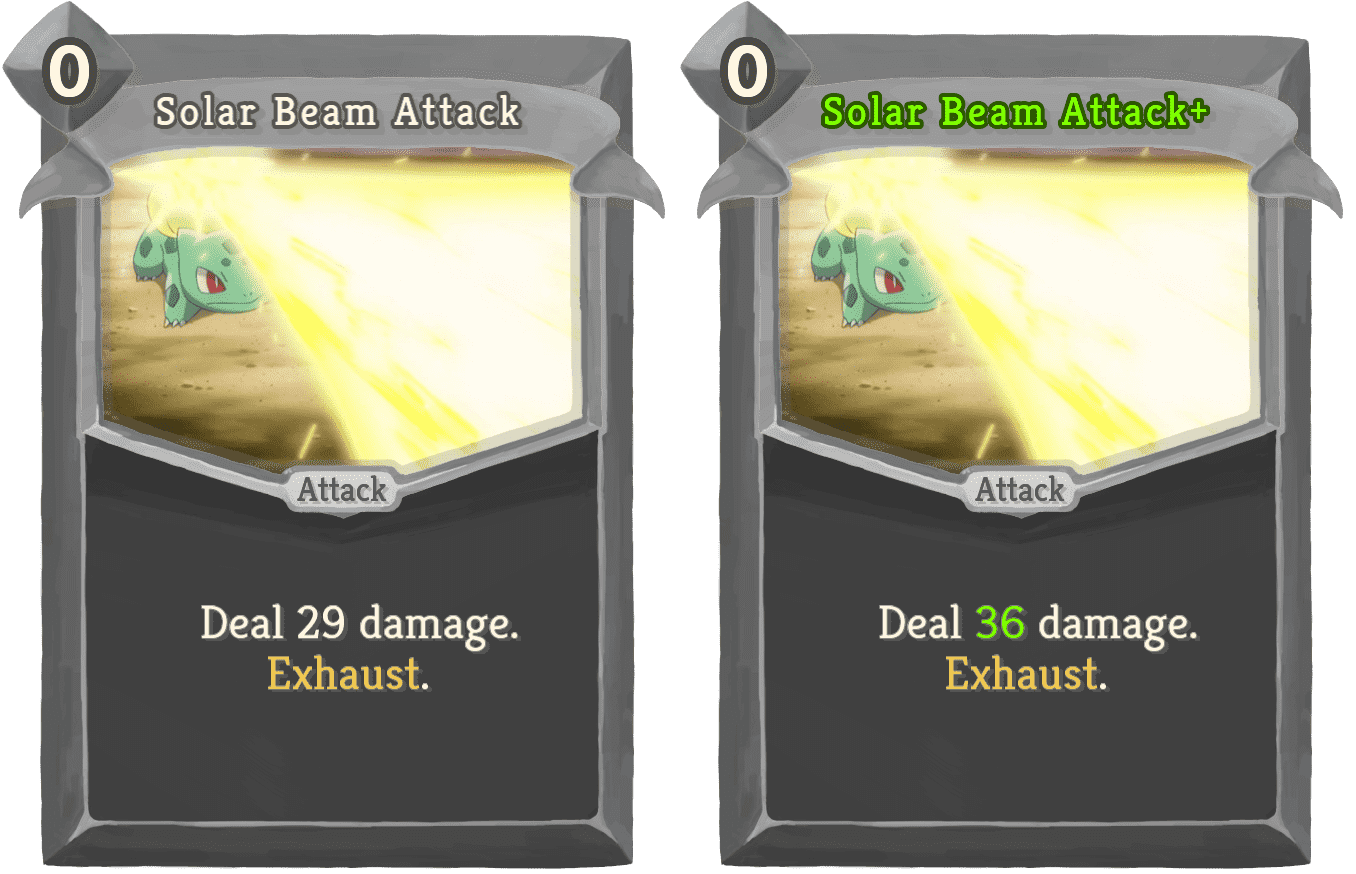 0
Solar Beam Attack
Attack
Deal 29 damage.
Exhaust.
0
Solar Beam Attack+
Attack
Deal 36 damage.
Exhaust.